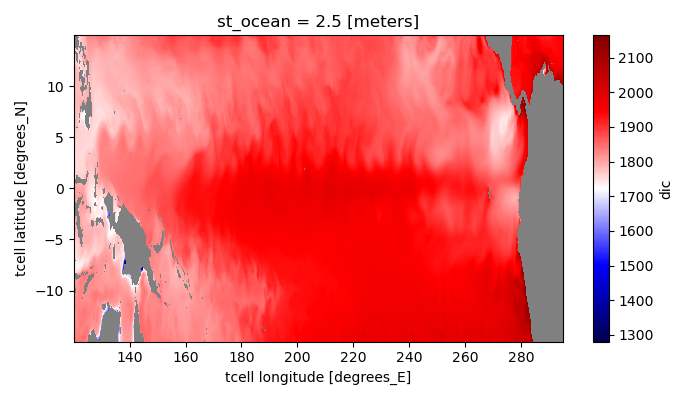 st_ocean = 2.5 [meters]
10
5
0
−5
−10
tcell latitude [degrees_N]
140 160 180 200 220 240 260 280
tcell longitude [degrees_E]
2100
2000
1900
1800
1700
1600
1500
1400
1300
dic